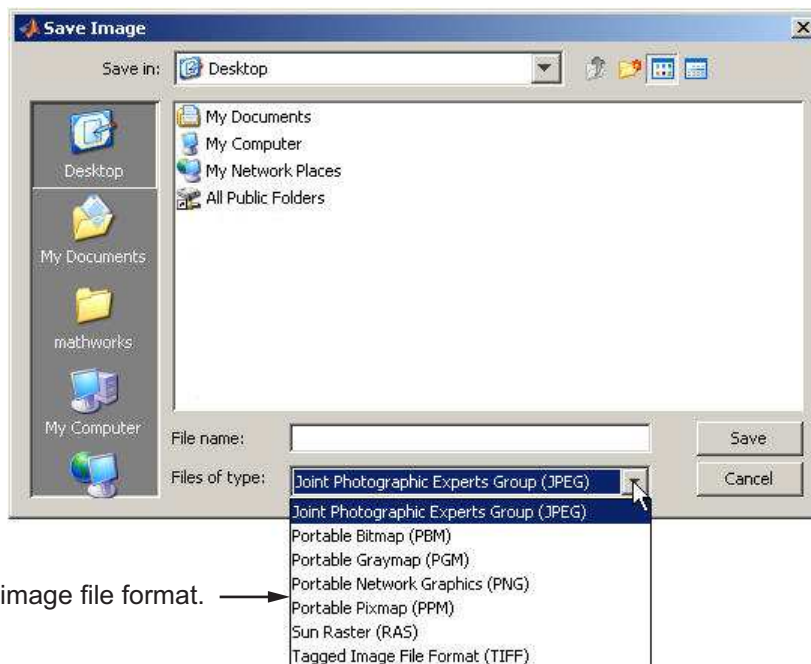 Save Image
Save in:
Desktop
My Documents
My Computer
My Network Places
All Public Folders
Desktop
My Documents
mathworks
My Computer
File name:
Save
Files of type:
Joint Photographic Experts Group (JPEG)
Cancel
Joint Photographic Experts Group (JPEG)
Portable Bitmap (PBM)
Portable Graymap (PGM)
Portable Network Graphics (PNG)
image file format.
Portable Pixmap (PPM)
Sun Raster (RAS)
Tagged Image File Format (TIFF)